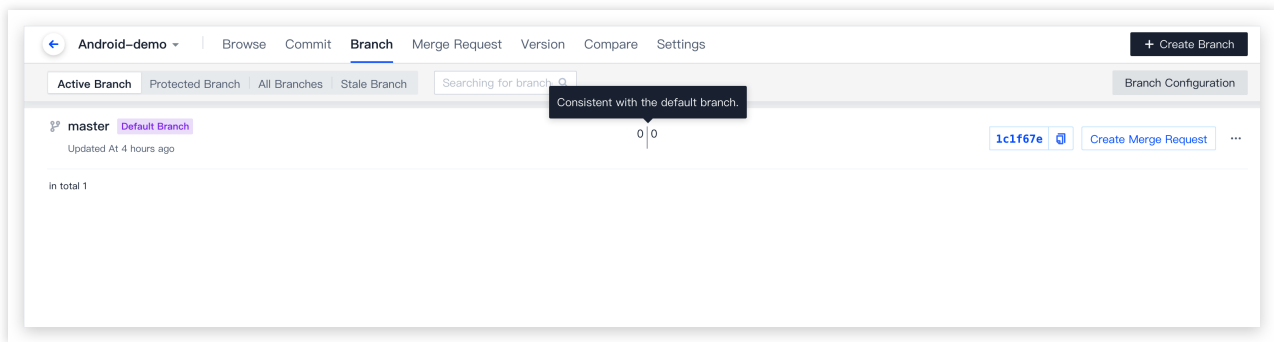 Android-demo Browse Commit Branch Merge Request Version Compare Settings + Create Branch
Active Branch Protected Branch All Branches Stale Branch Searching for branch Branch Configuration
Consistent with the default branch.
master Default Branch 0 0 1c1f67e Create Merge Request ...
Updated At 4 hours ago
in total 1